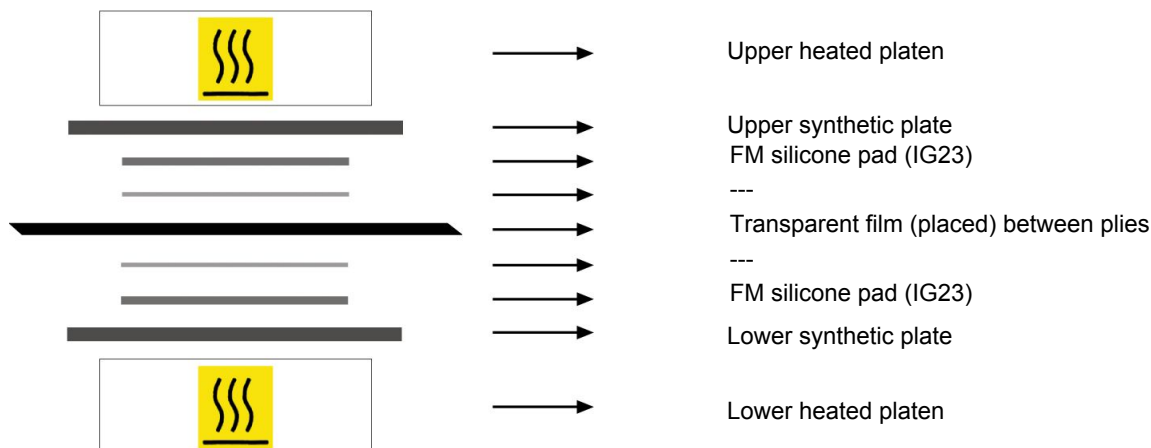 Upper heated platen
Upper synthetic plate
FM silicone pad (IG23)
---
Transparent film (placed) between plies
---
FM silicone pad (IG23)
Lower synthetic plate
Lower heated platen